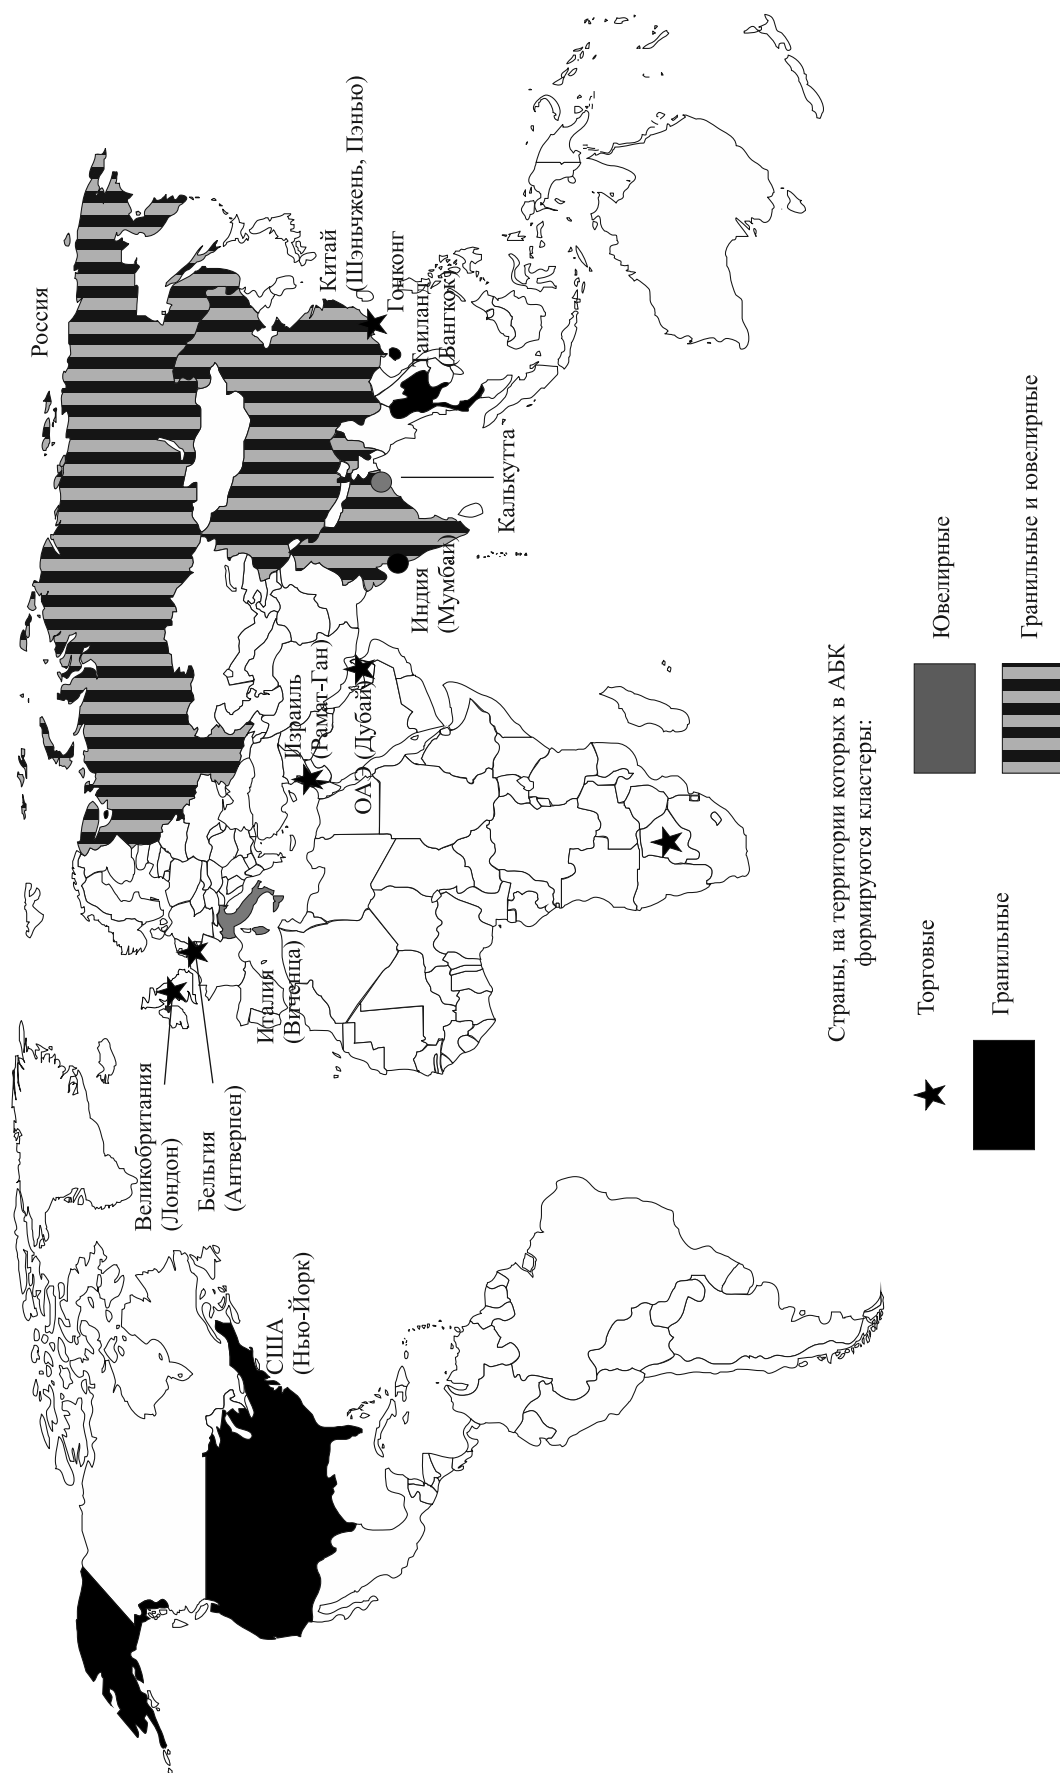 Россия
Китай
(Шэньчжень, Пэнью)
Гонконг
Таиланд
(Бангкок)
Калькутта
Индия
(Мумбаи)
Израиль
(Рамат-Ган)
ОАЭ (Дубай)
Италия
(Виченца)
Великобритания
(Лондон)
Бельгия
(Антверпен)
США
(Нью-Йорк)
Страны, на территории которых в АБК
формируются кластеры:
Торговые
Ювелирные
Гранильные
Гранильные и ювелирные